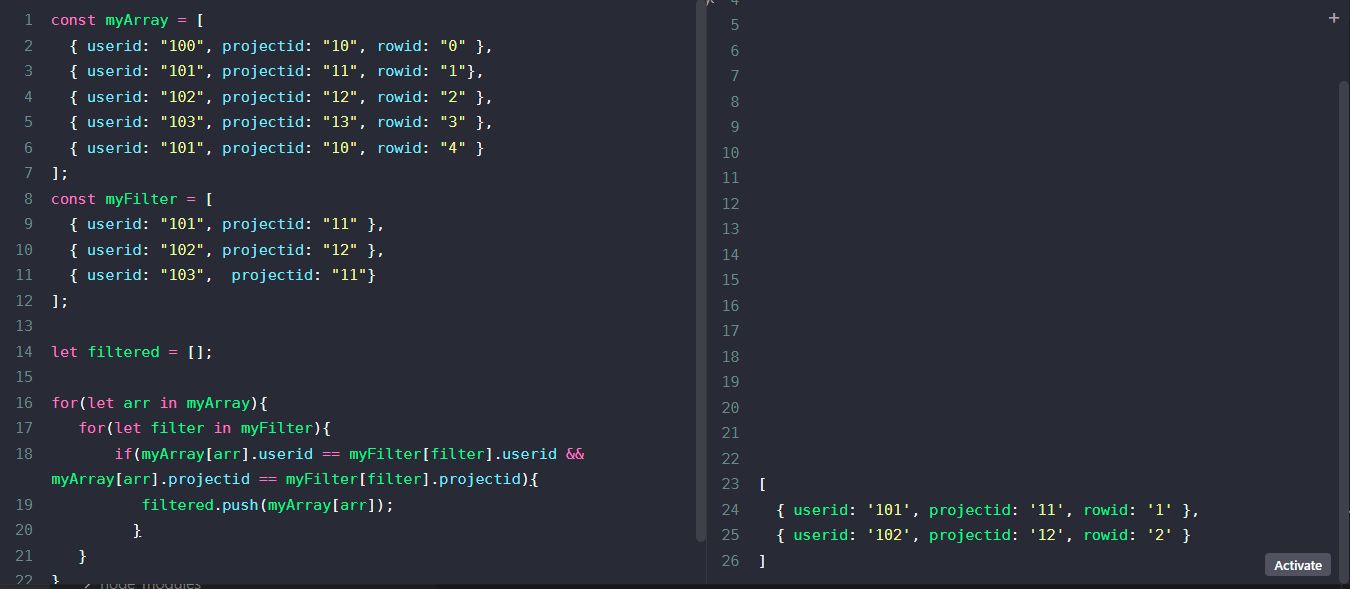 1 const myArray = [
2 { userid: "100", projectid: "10", rowid: "0" },
3 { userid: "101", projectid: "11", rowid: "1"},
4 { userid: "102", projectid: "12", rowid: "2" },
5 { userid: "103", projectid: "13", rowid: "3" },
6 { userid: "101", projectid: "10", rowid: "4" }
7 ];
8 const myFilter = [
9 { userid: "101", projectid: "11" },
10 { userid: "102", projectid: "12" },
11 { userid: "103",  projectid: "11"}
12 ];
13
14 let filtered = [];
15
16 for(let arr in myArray){
17 for(let filter in myFilter){
18 if(myArray[arr].userid == myFilter[filter].userid &&
myArray[arr].projectid == myFilter[filter].projectid){
19 filtered.push(myArray[arr]);
20 }
21 }
22 }
node_modules
4
5
6
7
8
9
10
11
12
13
14
15
16
17
18
19
20
21
22
23 [
24 { userid: '101', projectid: '11', rowid: '1' },
25 { userid: '102', projectid: '12', rowid: '2' }
26 ]
+
Activate